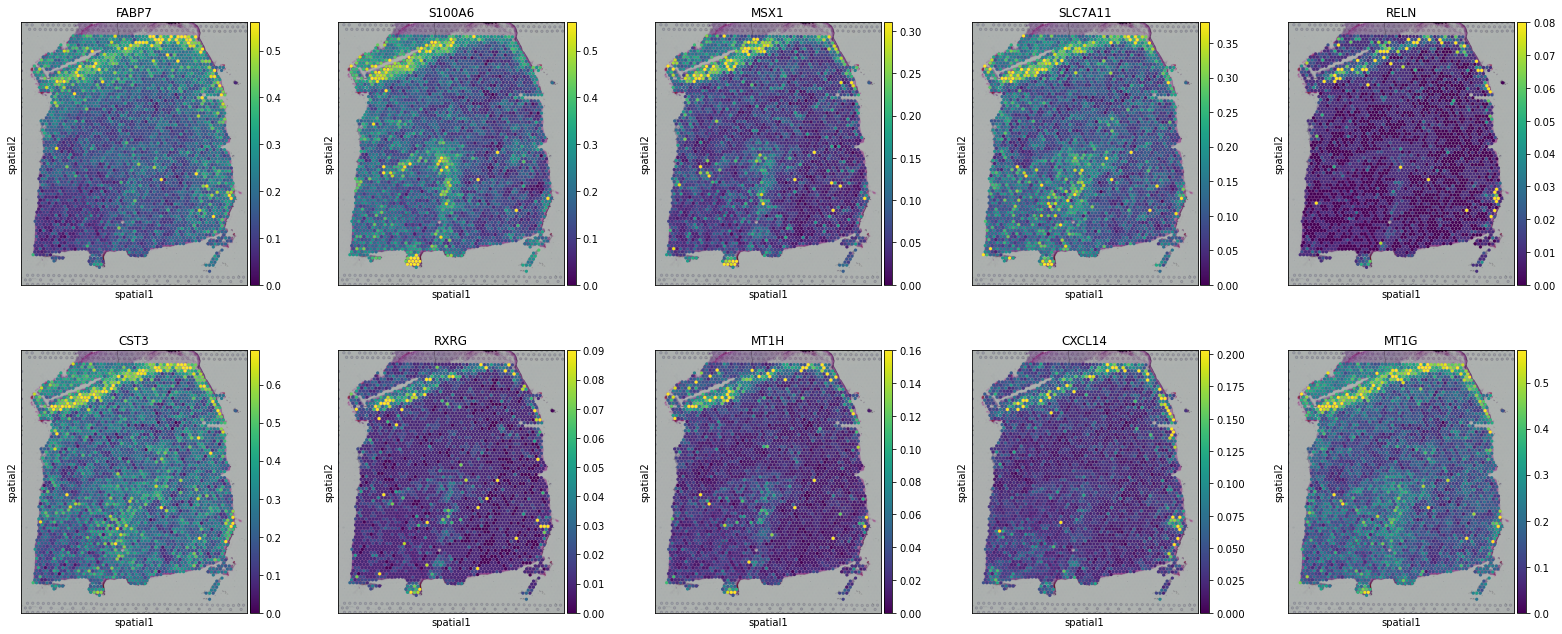 FABP7
S100A6
MSX1
SLC7A11
RELN
spatial2
0.5
0.4
0.3
0.2
0.1
0.0
spatial1
spatial2
0.5
0.4
0.3
0.2
0.1
0.0
spatial1
spatial2
0.30
0.25
0.20
0.15
0.10
0.05
0.00
spatial1
spatial2
0.35
0.30
0.25
0.20
0.15
0.10
0.05
0.00
spatial1
spatial2
0.08
0.07
0.06
0.05
0.04
0.03
0.02
0.01
0.00
spatial1
CST3
RXRG
MT1H
CXCL14
MT1G
spatial2
0.6
0.5
0.4
0.3
0.2
0.1
0.0
spatial1
spatial2
0.09
0.08
0.07
0.06
0.05
0.04
0.03
0.02
0.01
0.00
spatial1
spatial2
0.16
0.14
0.12
0.10
0.08
0.06
0.04
0.02
0.00
spatial1
spatial2
0.200
0.175
0.150
0.125
0.100
0.075
0.050
0.025
0.000
spatial1
spatial2
0.5
0.4
0.3
0.2
0.1
0.0
spatial1